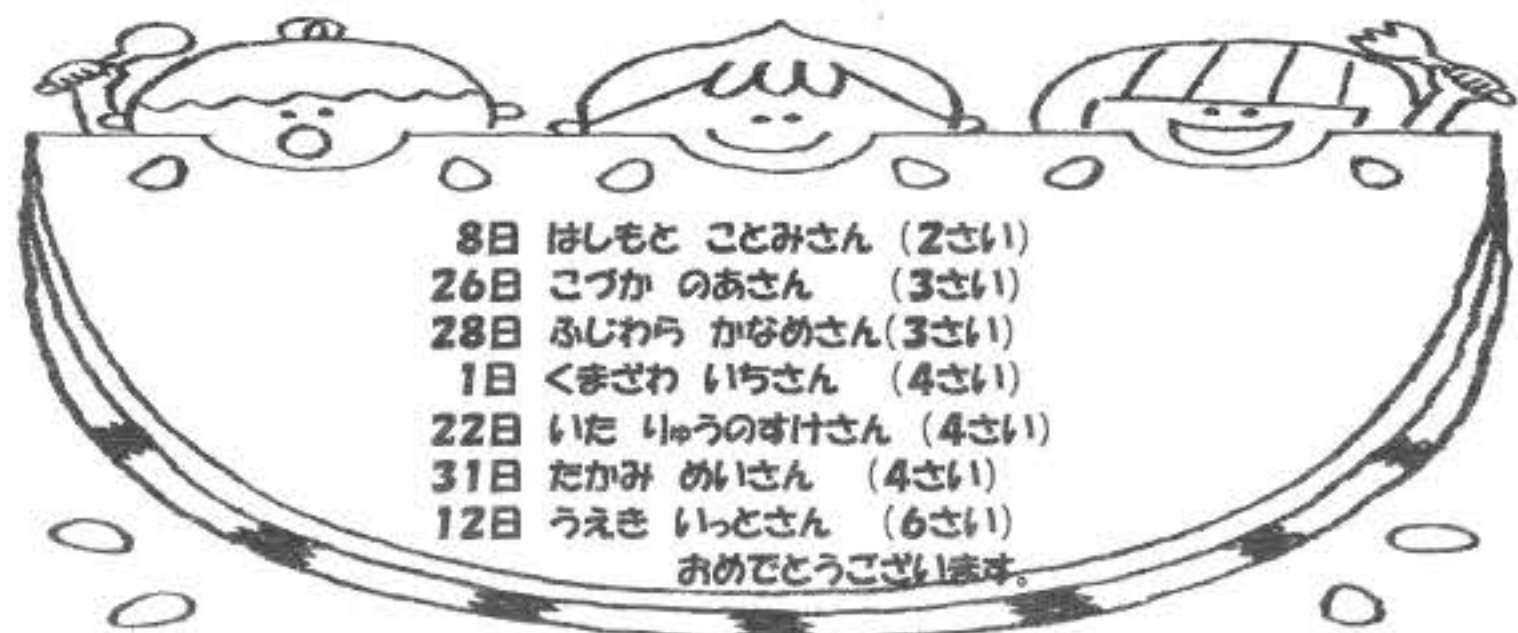 8日 はしもと ことみさん (2さい)
26日 こづか のあさん (3さい)
28日 ふじわら かなめさん(3さい)
1日 くまざわ いちさん (4さい)
22日 いた りゅうのすけさん (4さい)
31日 たかみ めいさん (4さい)
12日 うえき いっとさん (6さい)
おめでとうございます。